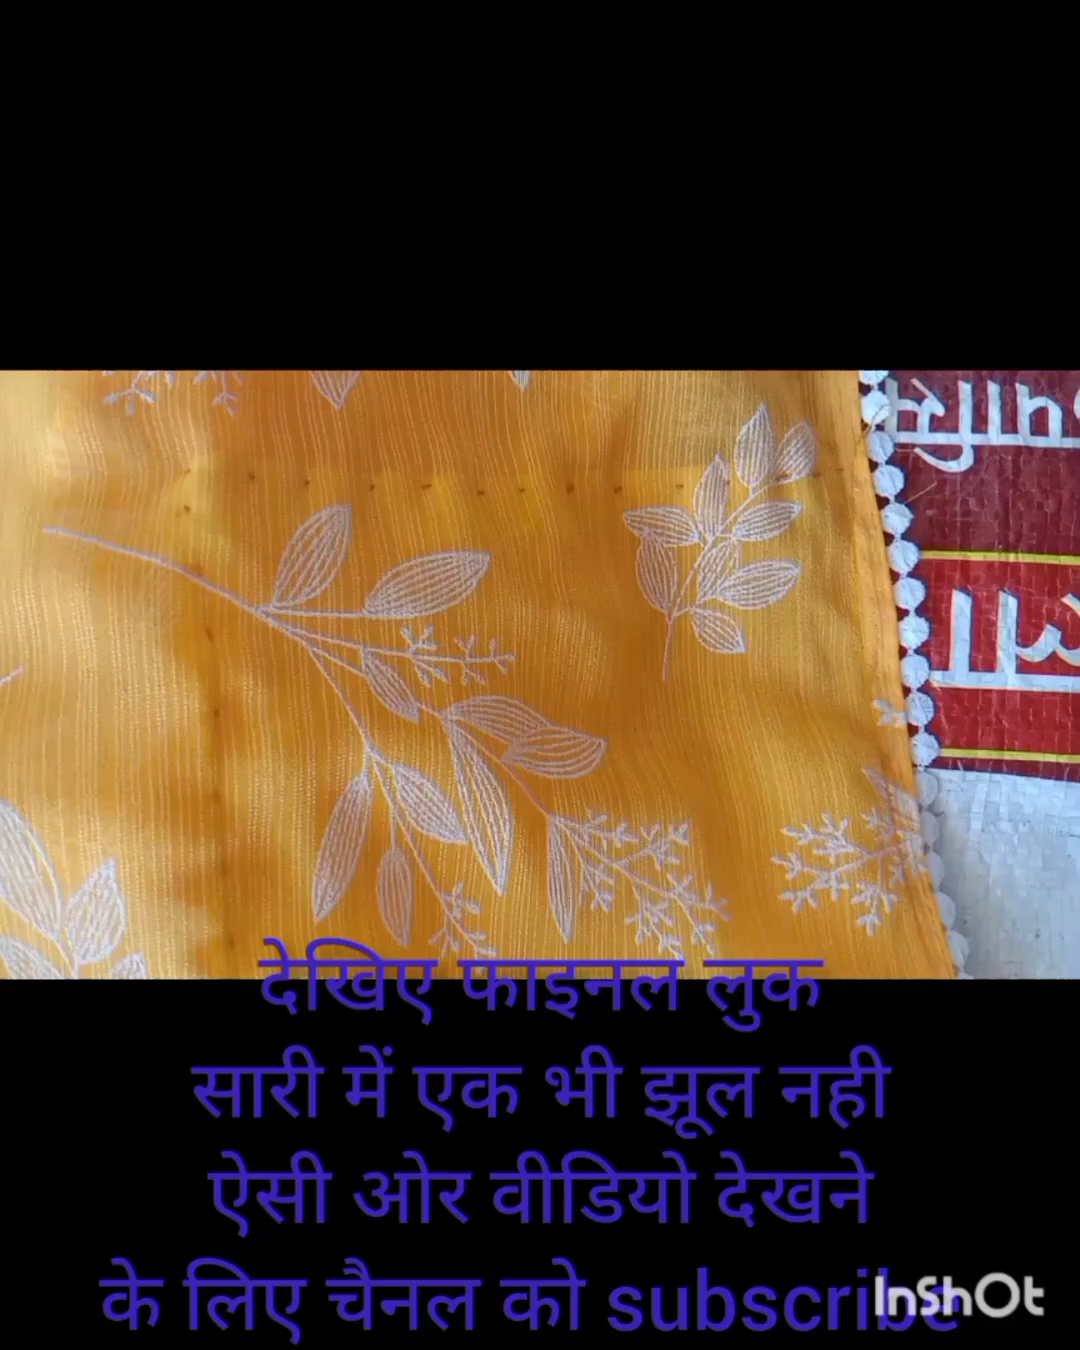 देखिए फाइनल लुक
सारी में एक भी झूल नही
ऐसी ओर वीडियो देखने
के लिए चैनल को subscribe
InShOt